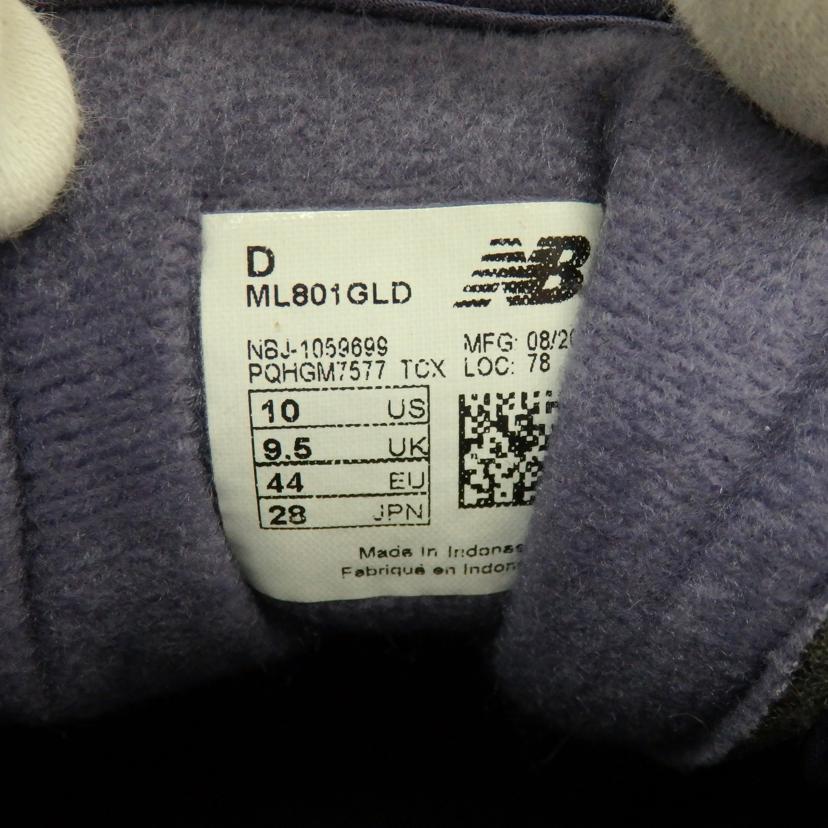 D
ML801GLD
NB
NBJ-1059699
PQHGM7577 TCX
MFG: 08/20
LOC: 78
10 US
9.5 UK
44 EU
28 JPN
Made in Indones
Fabriqué en Indon